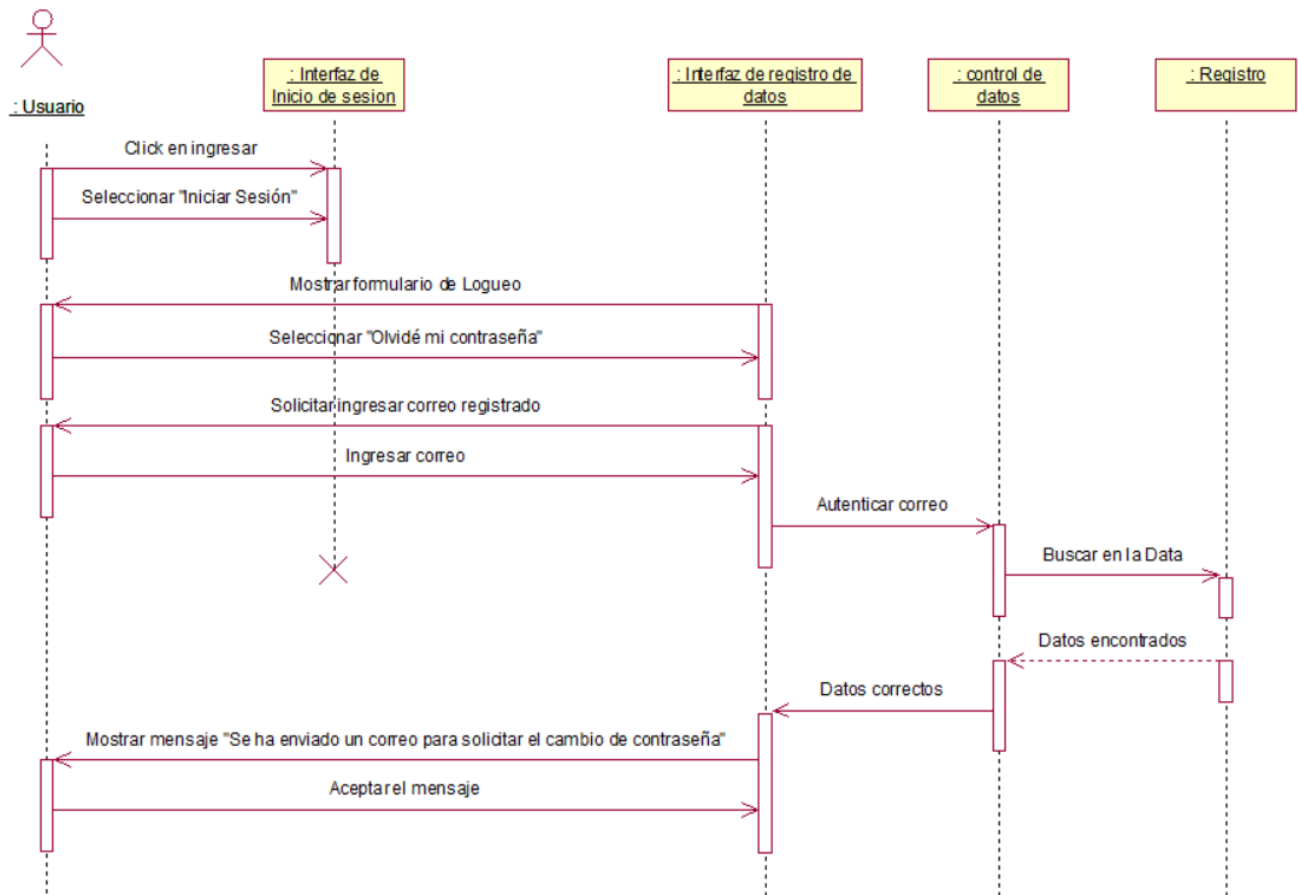 : Usuario
: Interfaz de
Inicio de sesion
: Interfaz de registro de
datos
: control de
datos
: Registro
Click en ingresar
Seleccionar "Iniciar Sesión"
Mostrar formulario de Logueo
Seleccionar "Olvidé mi contraseña"
Solicitar ingresar correo registrado
Ingresar correo
Autenticar correo
Buscar en la Data
Datos encontrados
Datos correctos
Mostrar mensaje "Se ha enviado un correo para solicitar el cambio de contraseña"
Aceptar el mensaje